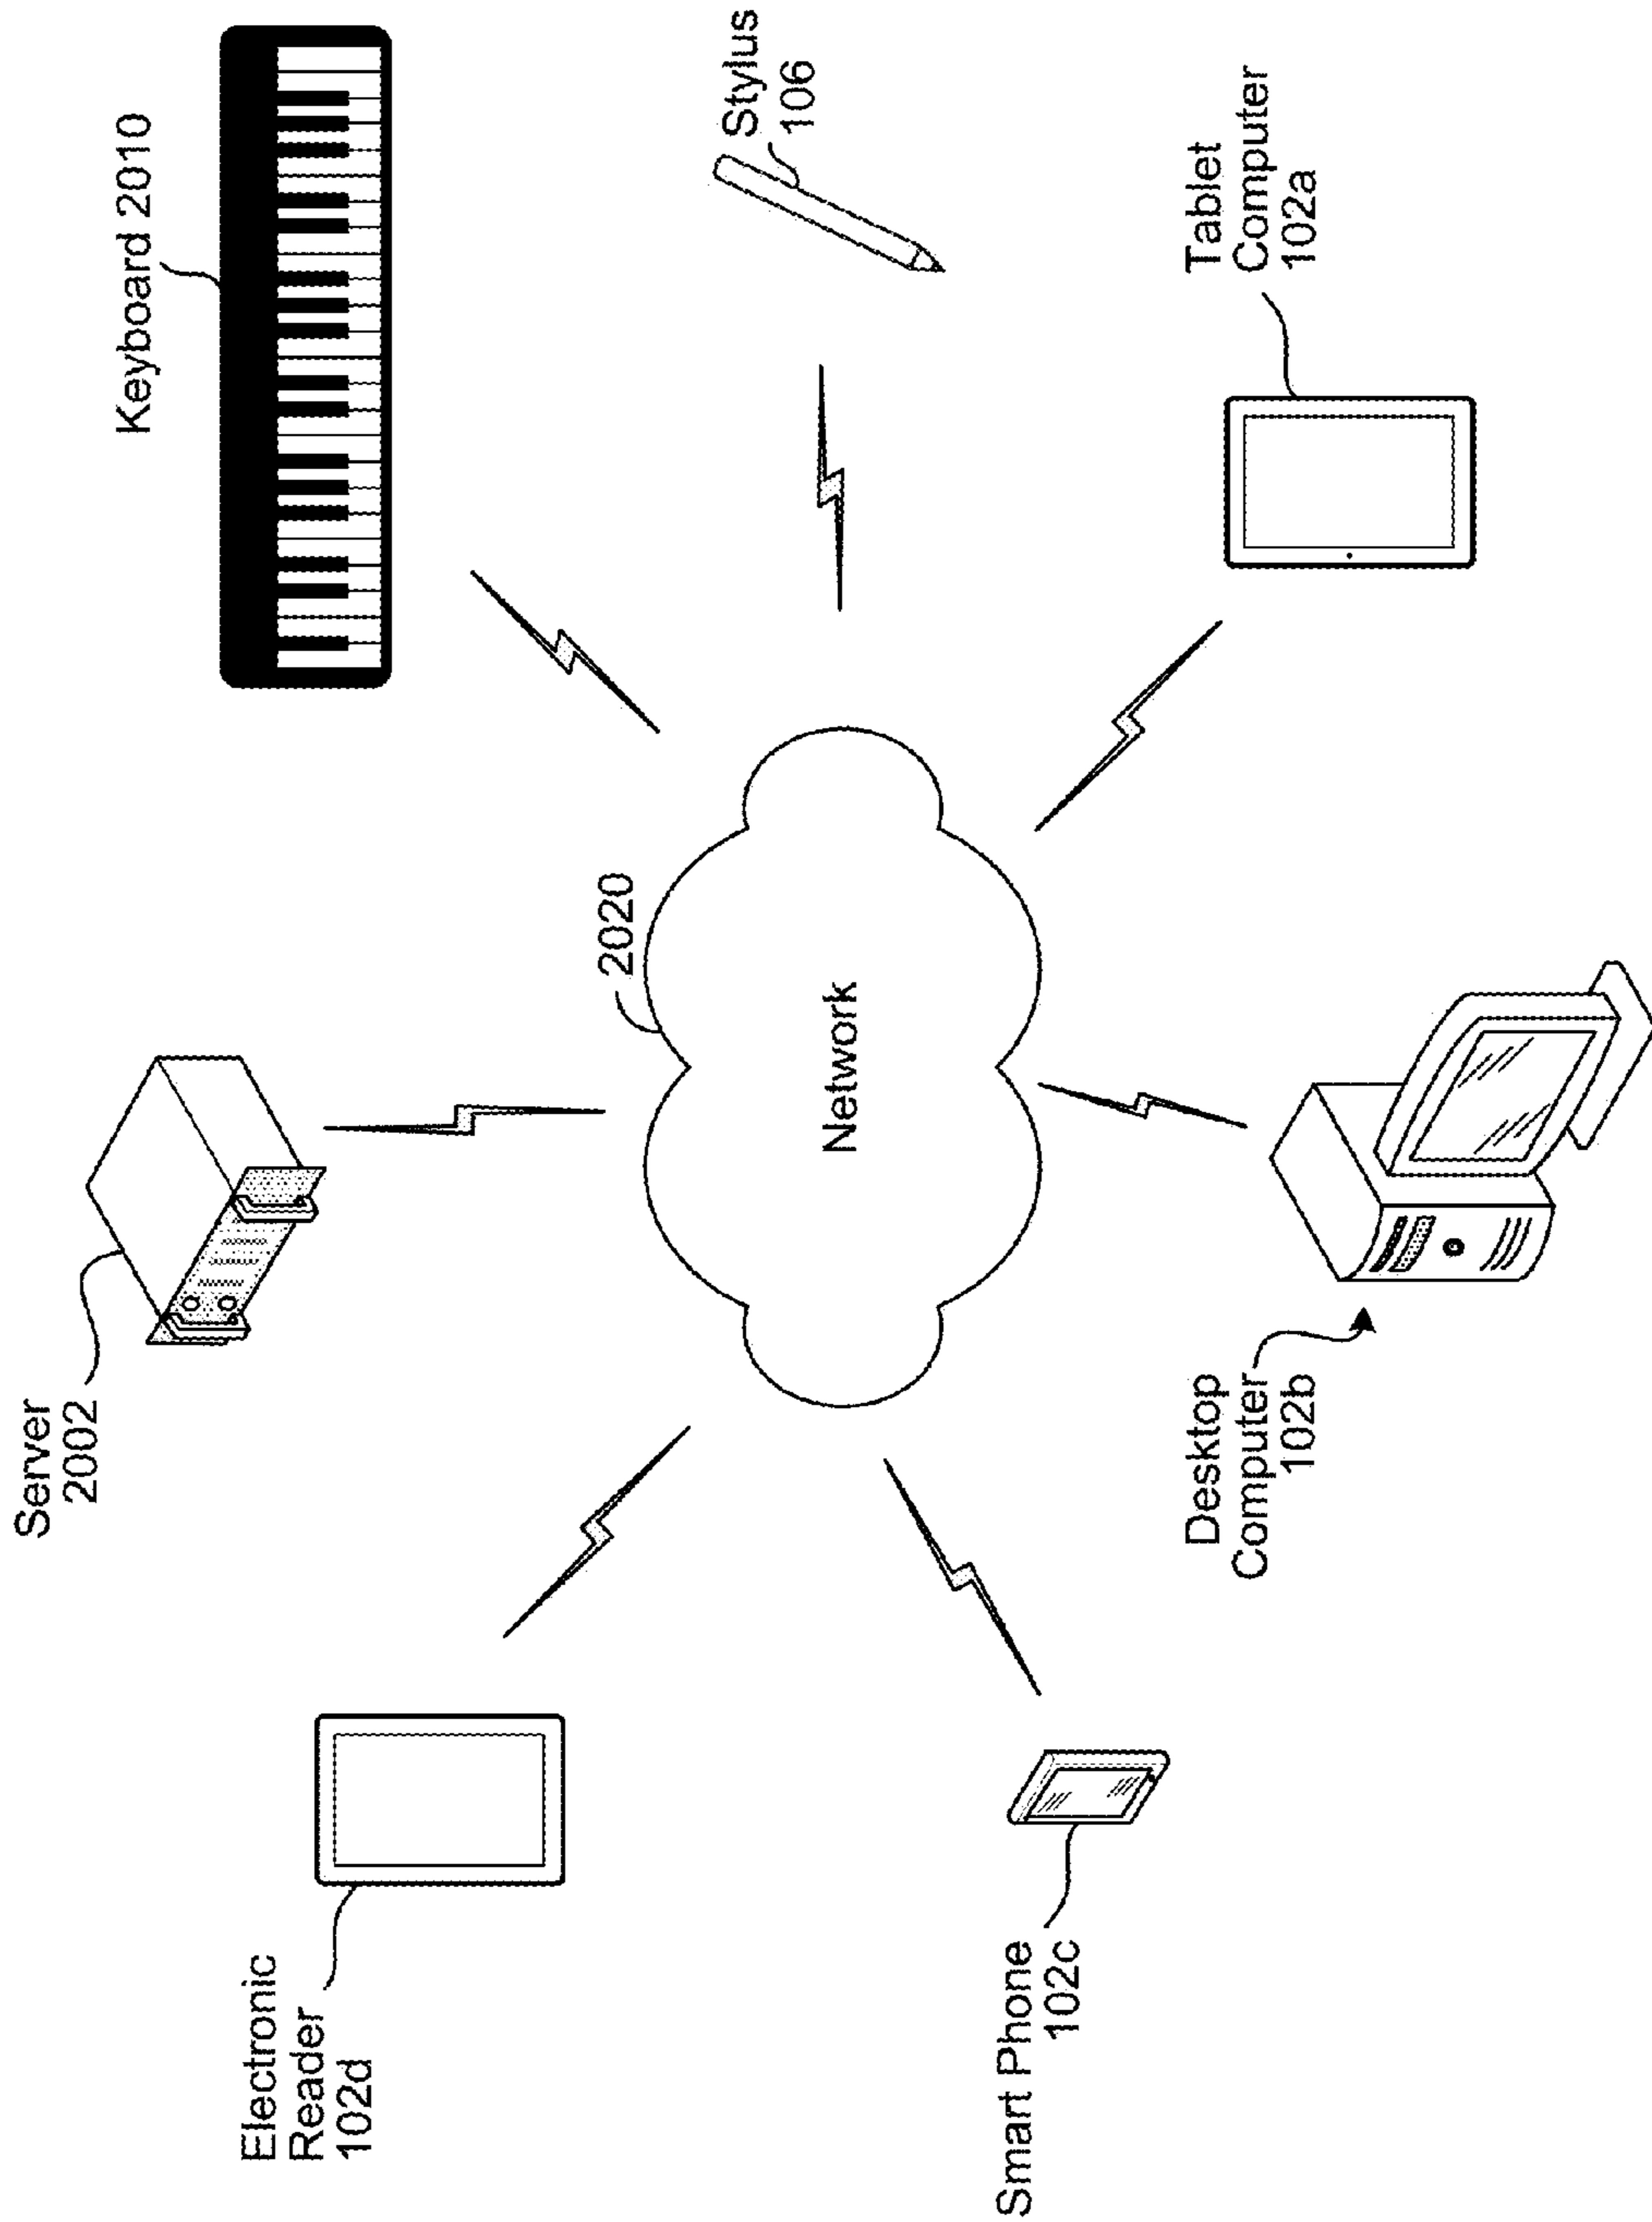 Server
2002
Keyboard 2010
Electronic
Reader
102d
2020
Stylus
106
Network
Smart Phone
102c
Desktop
Computer
102b
Tablet
Computer
102a